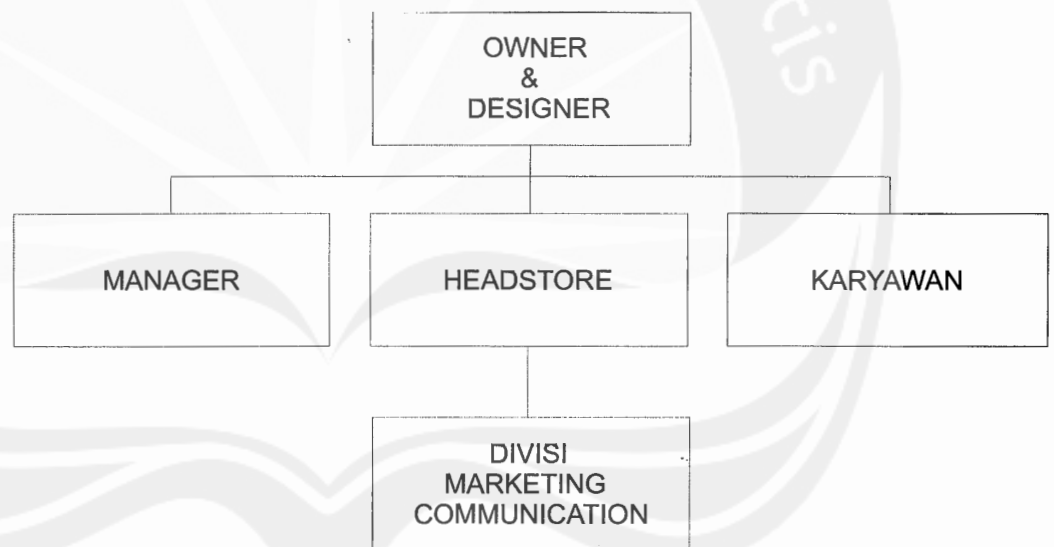 OWNER
&
DESIGNER
MANAGER
HEADSTORE
KARYAWAN
DIVISI
MARKETING
COMMUNICATION